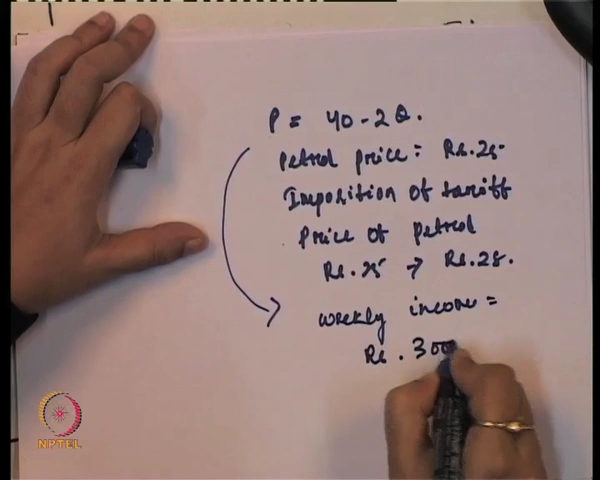 P = 40 - 2Q.
Petrol price = Rs. 25.
Imposition of tariff
Price of petrol
Rs. 25 → Rs. 28.
weekly income =
Rs. 300
NPTEL